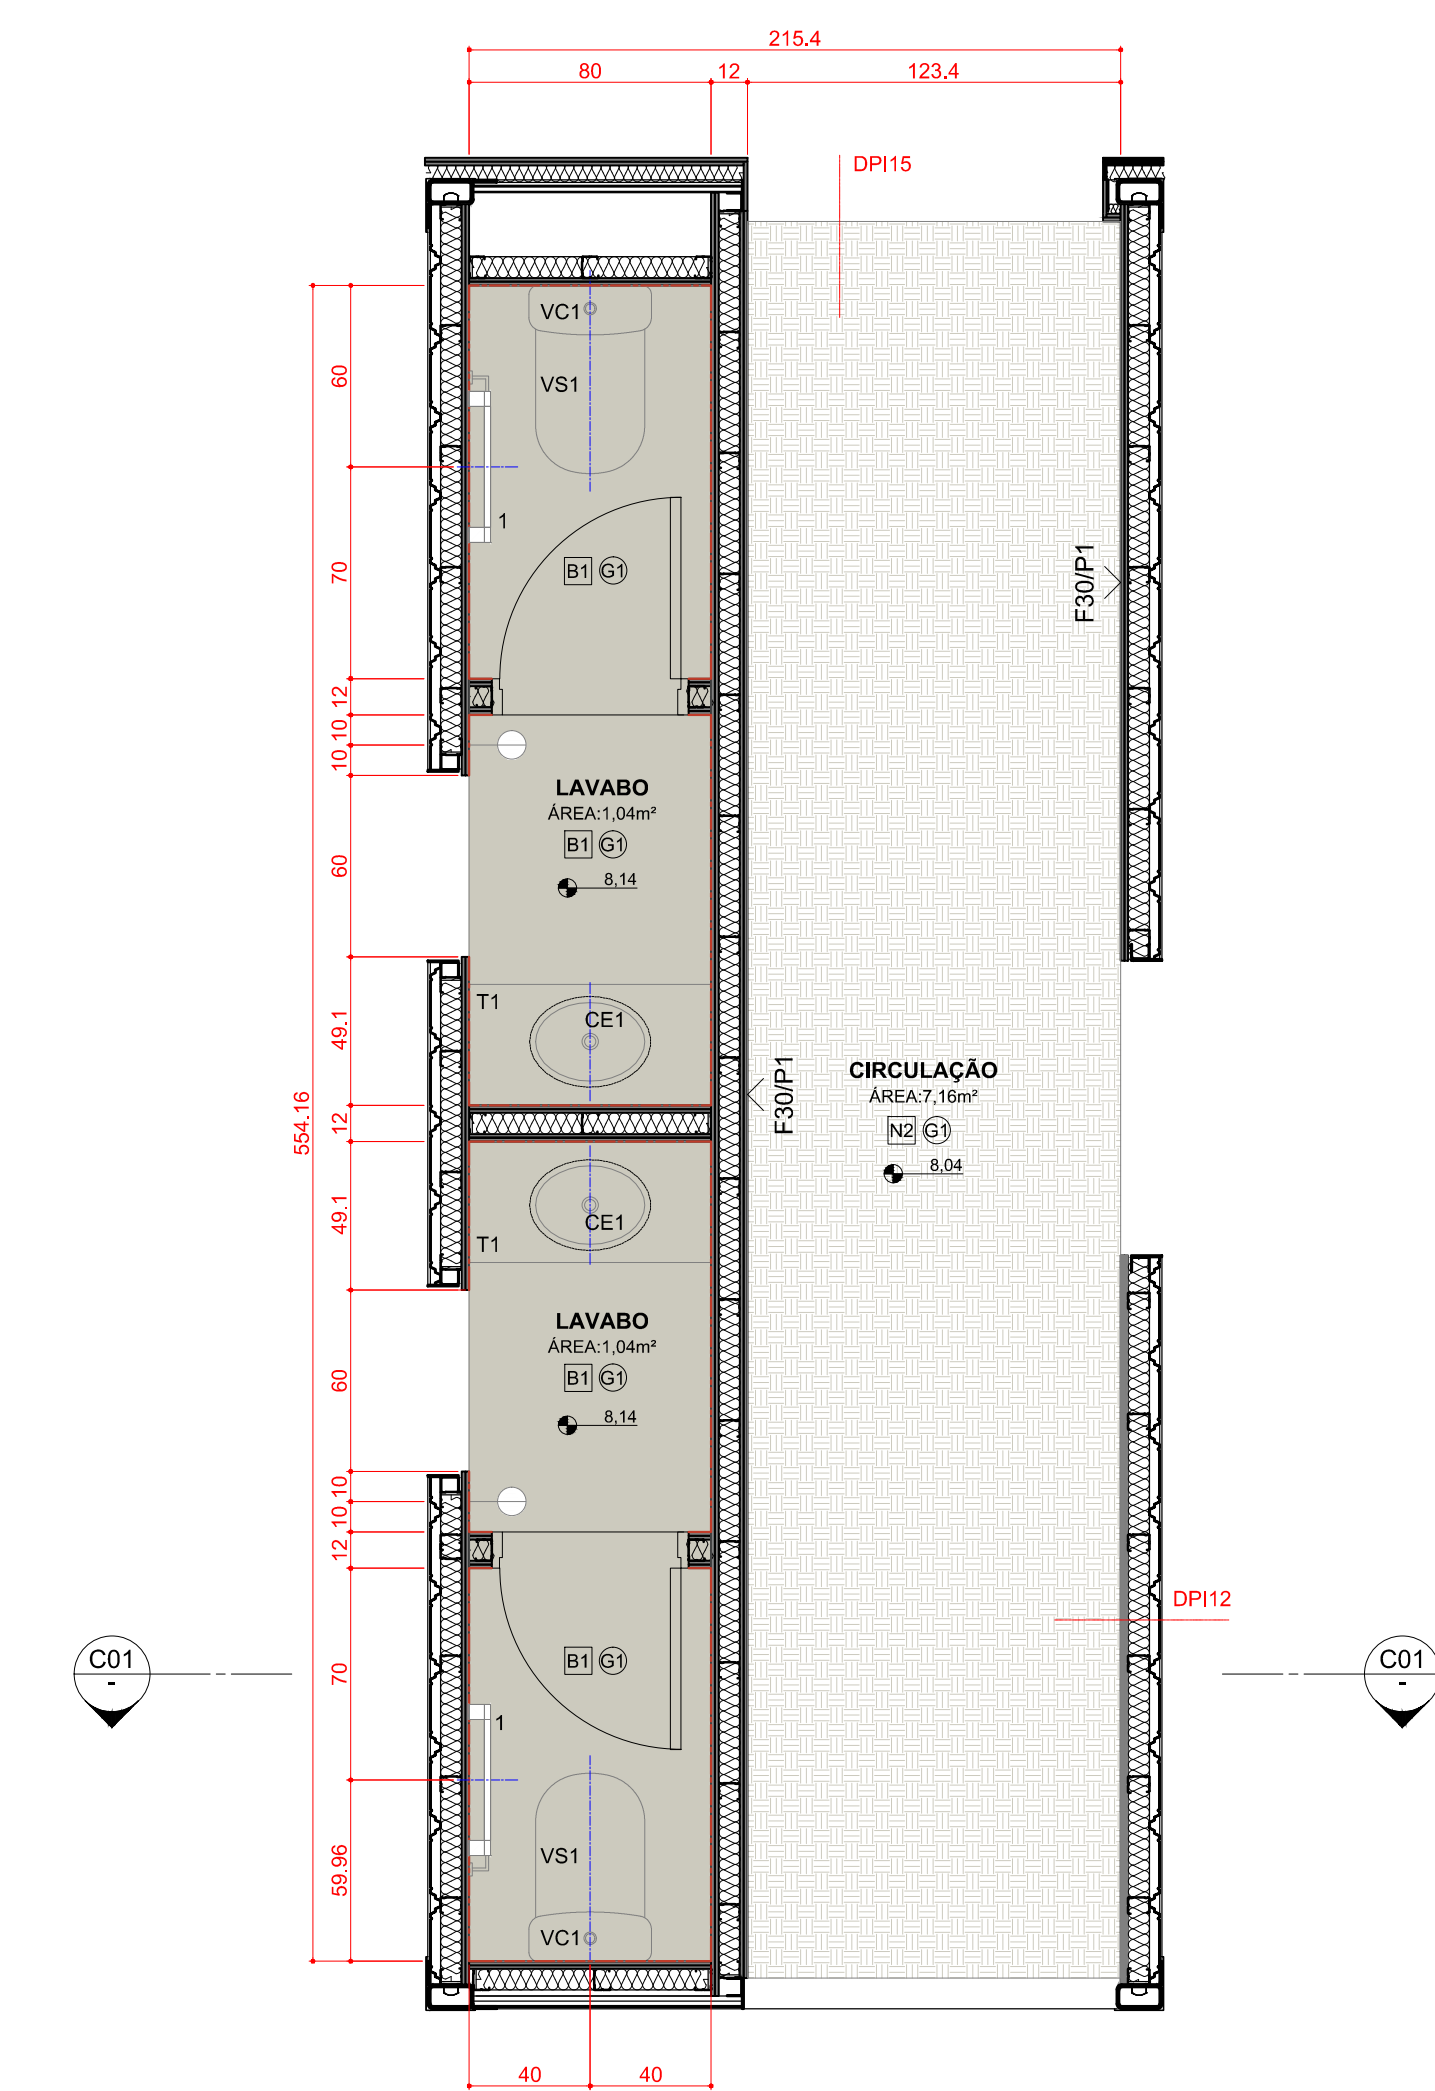 215.4
80
12
123.4
DPI15
VC1
VS1
60
1
70
B1 G1
F30/P1
12
10
10
LAVABO
ÁREA:1,04m²
B1 G1
8,14
60
T1
CE1
49.1
F30/P1
CIRCULAÇÃO
ÁREA:7,16m²
N2 G1
8,04
554.16
12
CE1
T1
49.1
LAVABO
ÁREA:1,04m²
B1 G1
8,14
60
10
10
12
DPI12
C01
-
B1 G1
C01
-
70
1
VS1
59.96
VC1
40
40